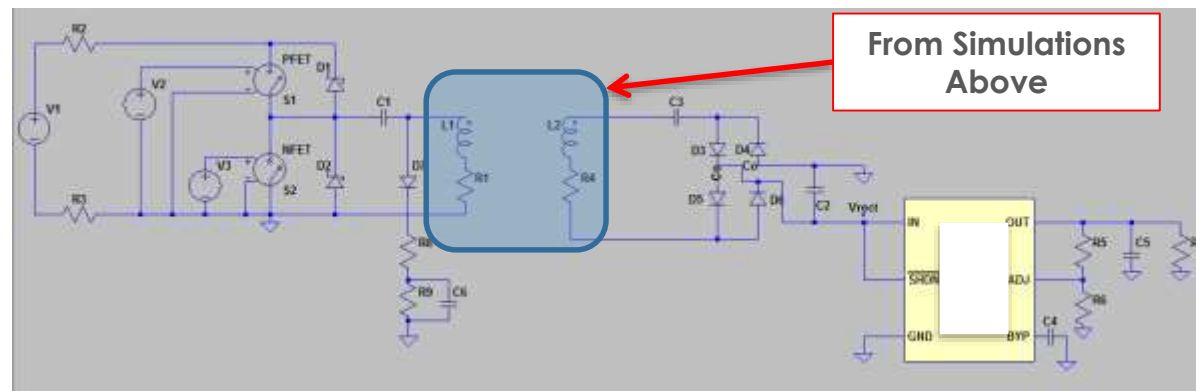 From Simulations
Above
R2
PFET
D1
V2
S1
V1
C1
C3
L1
L2
NFET
V3
D2
S2
R1
R4
D3
D4
D5
D6
C2
Vrect
R3
R8
R9
C6
IN
OUT
SHDN
ADJ
GND
BYP
R5
C5
R6
C4